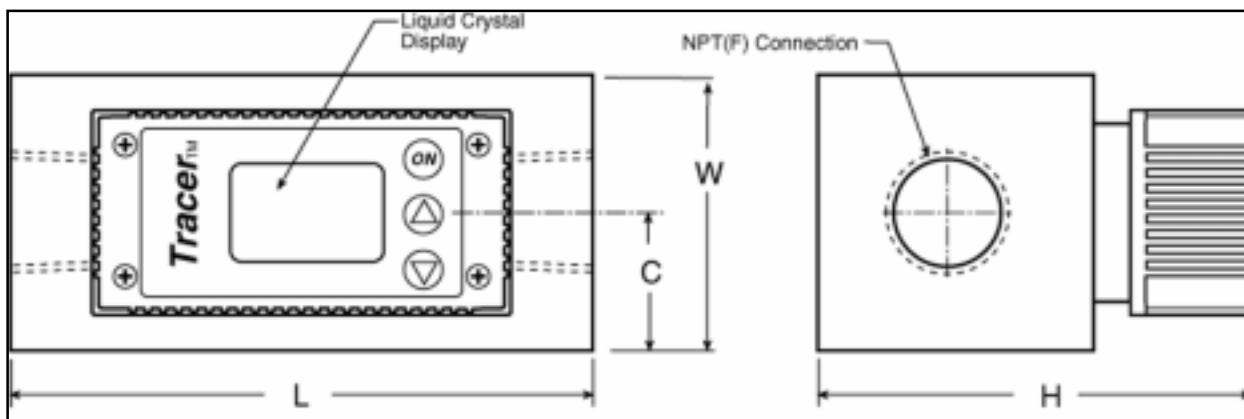 Liquid Crystal
Display
NPT(F) Connection
Tracer™
ON
W
C
L
H